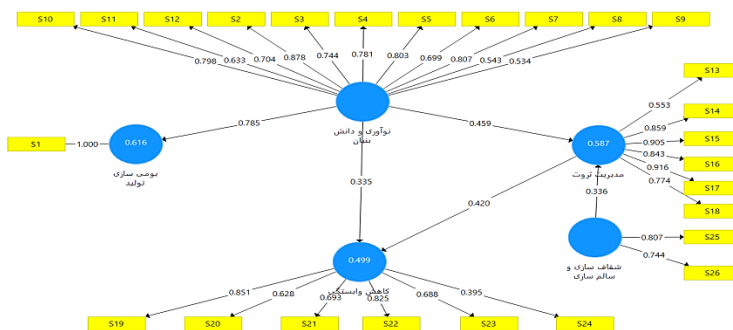 S10 S11 S12 S2 S3 S4 S5 S6 S7 S8 S9
0.798 0.633 0.704 0.878 0.744 0.781 0.803 0.699 0.807 0.543 0.534
S13
S14
S15
S16
S17
S18
0.553
0.859
0.905
0.843
0.916
0.774
نوآوری و دانش
بنیان
0.785
0.459
0.335
S1
1.000
0.616
بومی سازی
تولید
0.587
مدیریت ثروت
0.336
0.420
شفاف سازی و
سالم سازی
0.807
0.744
S25
S26
0.499
کاهش وابستگی
0.851 0.628 0.693 0.825 0.688 0.395
S19 S20 S21 S22 S23 S24